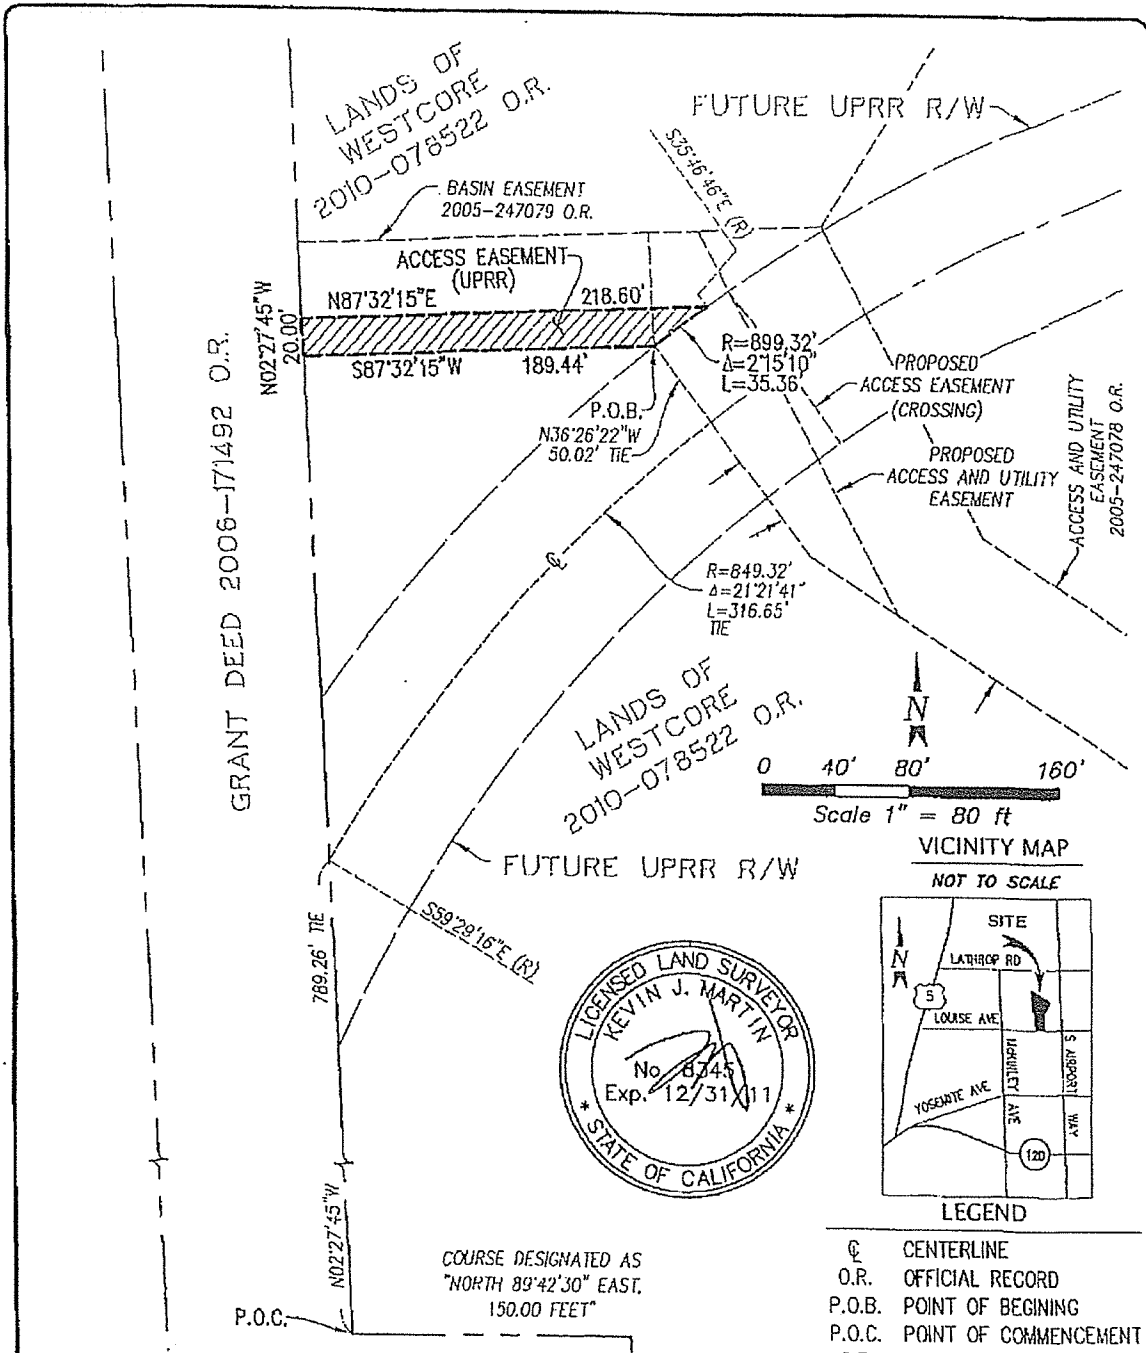 LANDS OF
WESTCORE
2010-078522 O.R.
FUTURE UPRR R/W
S35°46'46"E (R)
BASIN EASEMENT
2005-247079 O.R.
ACCESS EASEMENT
(UPRR)
N87°32'15"E
218.60'
N02°27'45"W
20.00'
S87°32'15"W
189.44'
R=899.32'
Δ=2°15'10"
L=35.36'
P.O.B.
N36°26'22"W
50.02' TIE
PROPOSED
ACCESS EASEMENT
(CROSSING)
PROPOSED
ACCESS AND UTILITY
EASEMENT
ACCESS AND UTILITY
EASEMENT
2005-247078 O.R.
GRANT DEED 2006-171492 O.R.
℄
R=849.32'
Δ=21°21'41"
L=316.65'
TIE
LANDS OF
WESTCORE
2010-078522 O.R.
N
0 40' 80' 160'
Scale 1" = 80 ft
FUTURE UPRR R/W
S59°29'16"E (R)
789.26' TIE
N02°27'45"W
VICINITY MAP
NOT TO SCALE
SITE
N
LATHROP RD
5
LOUISE AVE
MCKINLEY AVE
S AIRPORT WAY
YOSEMITE AVE
120
LICENSED LAND SURVEYOR
KEVIN J. MARTIN
No. 8345
Exp. 12/31/11
* STATE OF CALIFORNIA *
COURSE DESIGNATED AS
"NORTH 89°42'30" EAST,
150.00 FEET"
P.O.C.
LEGEND
℄ CENTERLINE
O.R. OFFICIAL RECORD
P.O.B. POINT OF BEGINING
P.O.C. POINT OF COMMENCEMENT